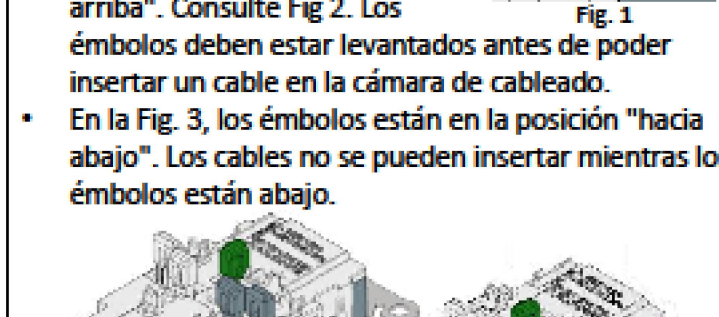 arriba". Consulte Fig 2. Los
Fig. 1
émbolos deben estar levantados antes de poder
insertar un cable en la cámara de cableado.
• En la Fig. 3, los émbolos están en la posición "hacia
abajo". Los cables no se pueden insertar mientras lo
émbolos están abajo.